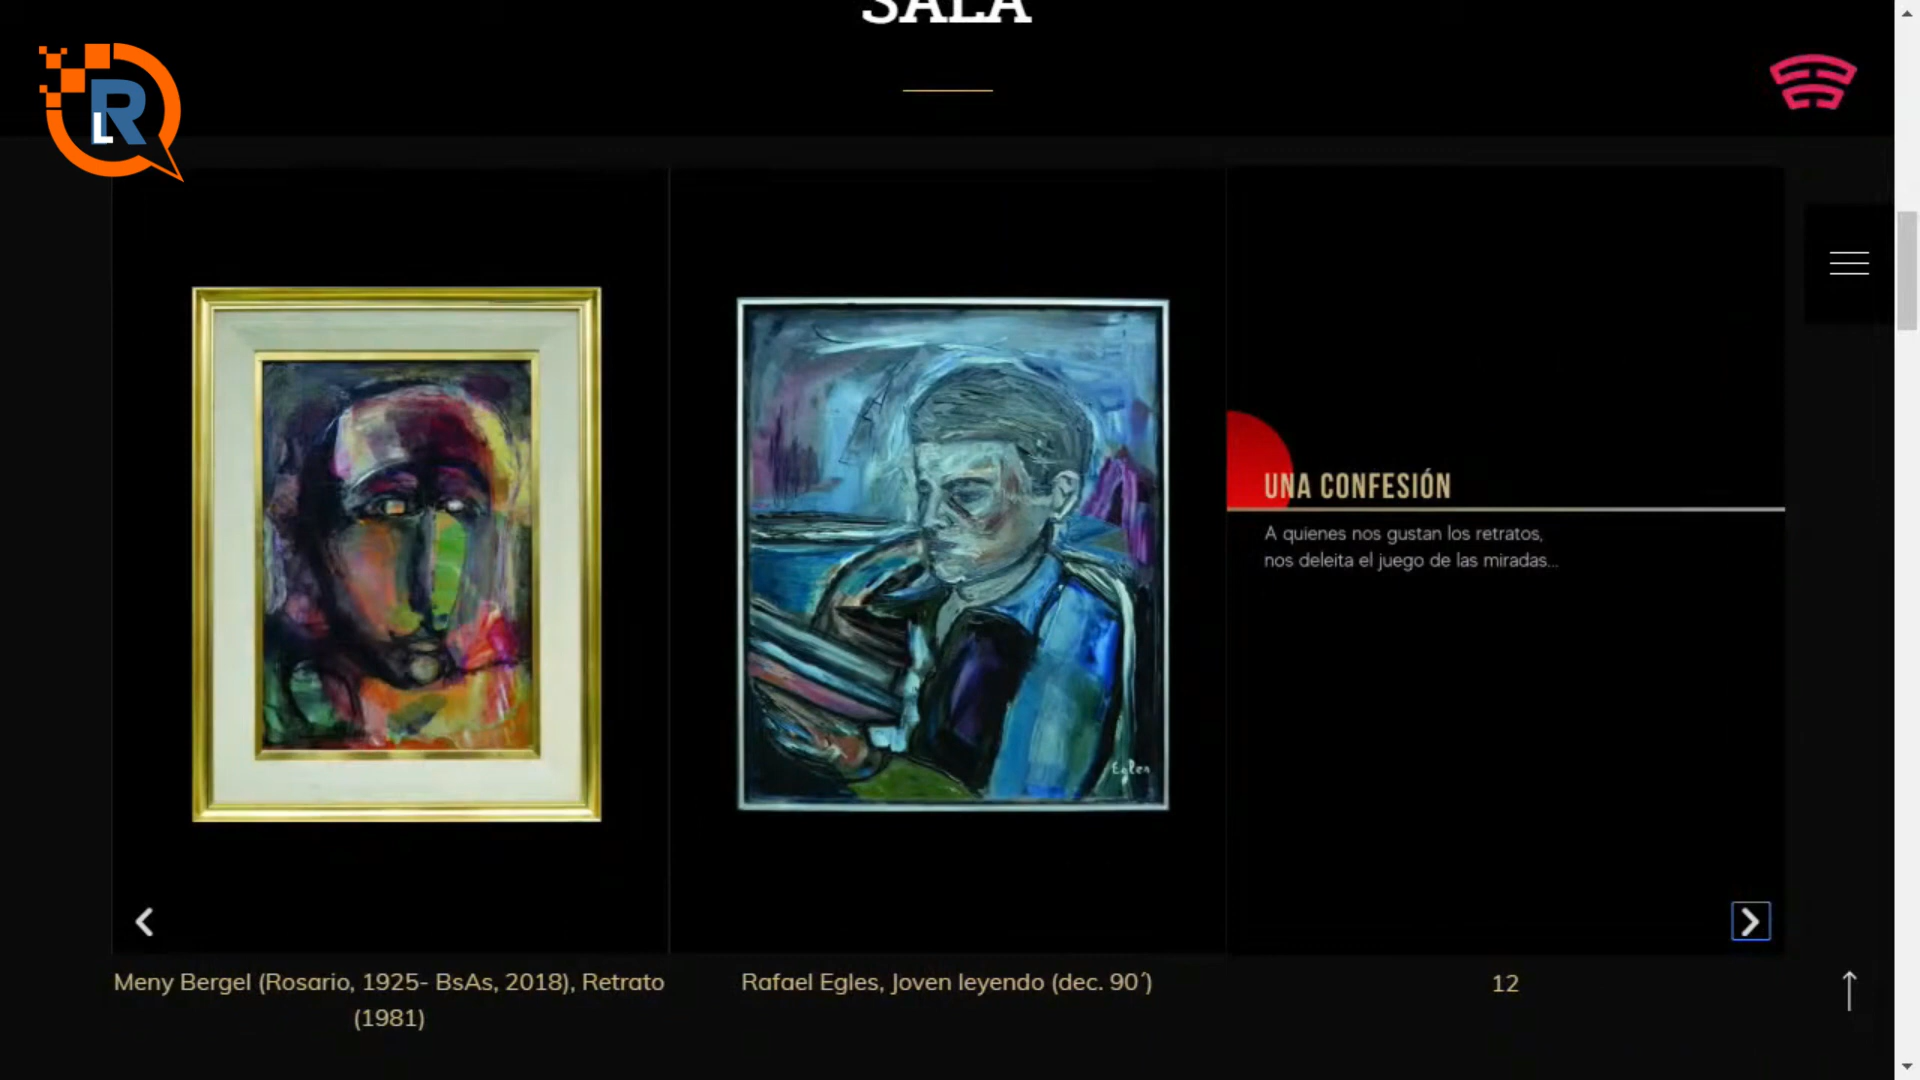 SALA
R
L
UNA CONFESIÓN
A quienes nos gustan los retratos,
nos deleita el juego de las miradas...
Egles
Meny Bergel (Rosario, 1925- BsAs, 2018), Retrato
(1981)
Rafael Egles, Joven leyendo (dec. 90´)
12